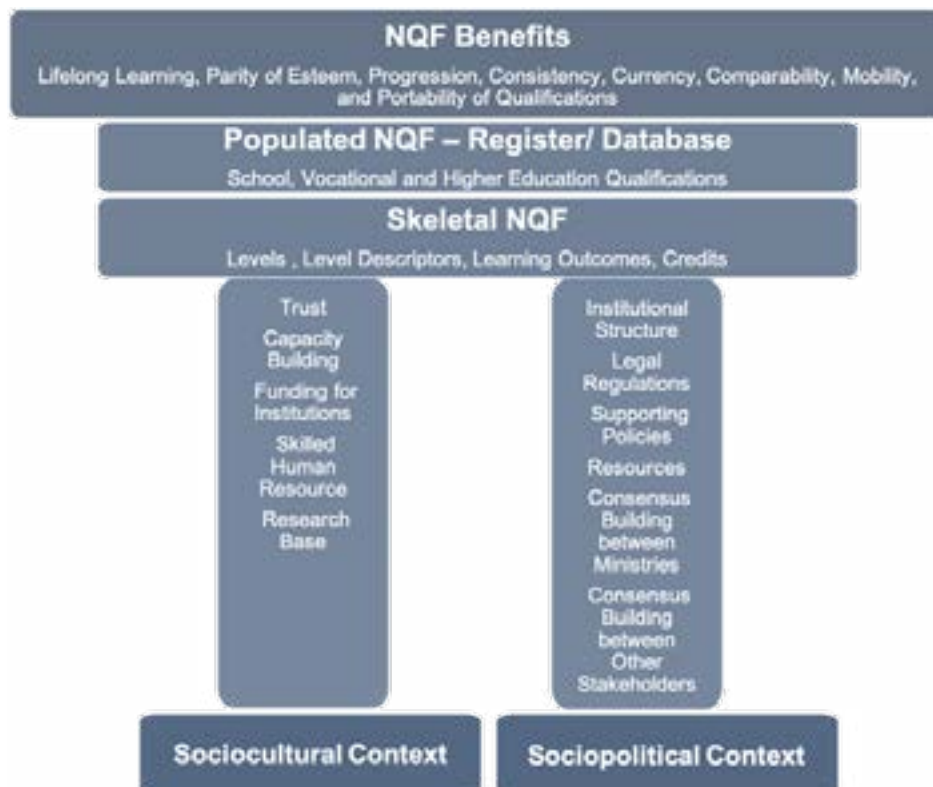 NQF Benefits
Lifelong Learning, Parity of Esteem, Progression, Consistency, Currency, Comparability, Mobility,
and Portability of Qualifications
Populated NQF – Register/ Database
School, Vocational and Higher Education Qualifications
Skeletal NQF
Levels , Level Descriptors, Learning Outcomes, Credits
Trust
Capacity
Building
Funding for
Institutions
Skilled
Human
Resource
Research
Base
Institutional
Structure
Legal
Regulations
Supporting
Policies
Resources
Consensus
Building
between
Ministries
Consensus
Building
between
Other
Stakeholders
Sociocultural Context
Sociopolitical Context